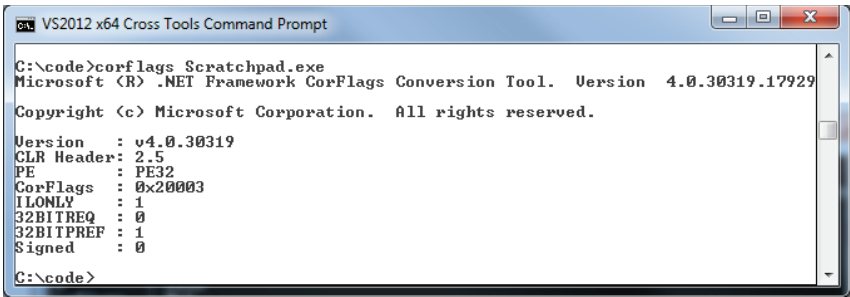 VS2012 x64 Cross Tools Command Prompt
C:\code>corflags Scratchpad.exe
Microsoft (R) .NET Framework CorFlags Conversion Tool.  Version  4.0.30319.17929
Copyright (c) Microsoft Corporation.  All rights reserved.
Version   : v4.0.30319
CLR Header: 2.5
PE        : PE32
CorFlags  : 0x20003
ILONLY    : 1
32BITREQ  : 0
32BITPREF : 1
Signed    : 0
C:\code>